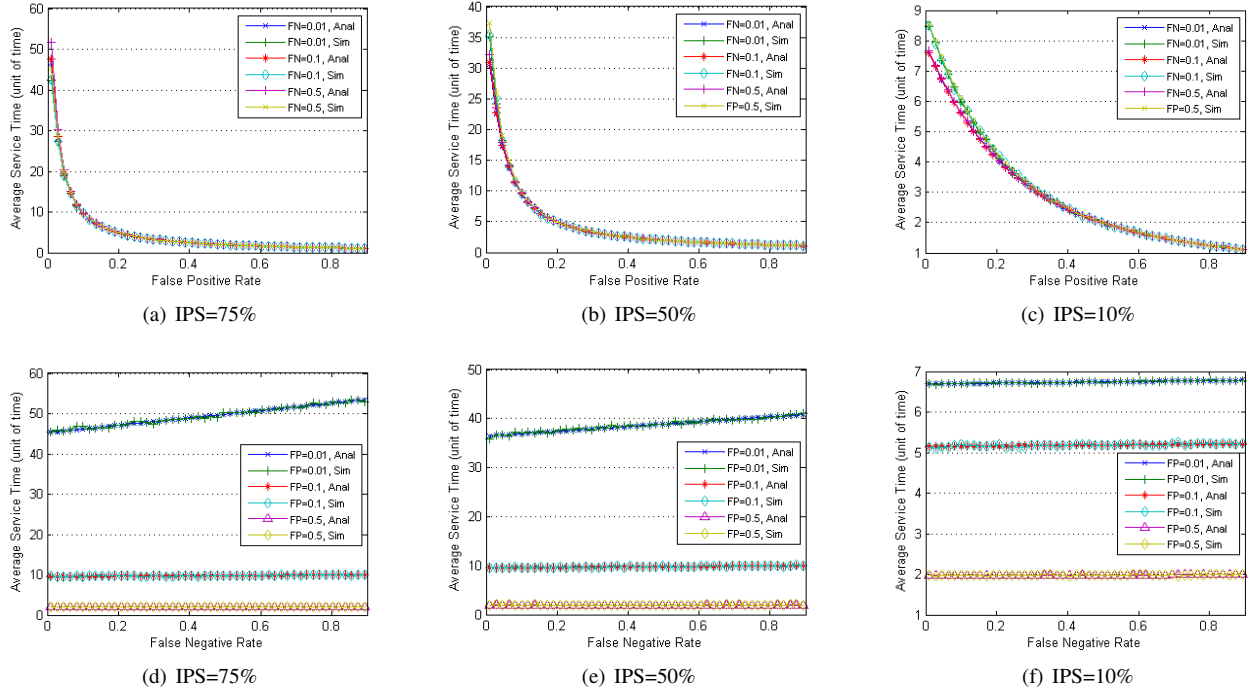 60
50
40
30
20
10
0
0
0.2
0.4
0.6
0.8
Average Service Time (unit of time)
False Positive Rate
FN=0.01, Anal
FN=0.01, Sim
FN=0.1, Anal
FN=0.1, Sim
FN=0.5, Anal
FN=0.5, Sim
(a) IPS=75%
40
35
30
25
20
15
10
5
0
0
0.2
0.4
0.6
0.8
Average Service Time (unit of time)
False Positive Rate
FN=0.01, Anal
FN=0.01, Sim
FN=0.1, Anal
FN=0.1, Sim
FN=0.5, Anal
FP=0.5, Sim
(b) IPS=50%
9
8
7
6
5
4
3
2
1
0
0.2
0.4
0.6
0.8
Average Service Time (unit of time)
False Positive Rate
FN=0.01, Anal
FN=0.01, Sim
FN=0.1, Anal
FN=0.1, Sim
FN=0.5, Anal
FP=0.5, Sim
(c) IPS=10%
60
50
40
30
20
10
0
0
0.2
0.4
0.6
0.8
Average Service Time (unit of time)
False Negative Rate
FP=0.01, Anal
FP=0.01, Sim
FP=0.1, Anal
FP=0.1, Sim
FP=0.5, Anal
FP=0.5, Sim
(d) IPS=75%
50
40
30
20
10
0
0
0.2
0.4
0.6
0.8
Average Service Time (unit of time)
False Negative Rate
FP=0.01, Anal
FP=0.01, Sim
FP=0.1, Anal
FP=0.1, Sim
FP=0.5, Anal
FP=0.5, Sim
(e) IPS=50%
7
6
5
4
3
2
1
0
0.2
0.4
0.6
0.8
Average Service Time (unit of time)
False Negative Rate
FP=0.01, Anal
FP=0.01, Sim
FP=0.1, Anal
FP=0.1, Sim
FP=0.5, Anal
FP=0.5, Sim
(f) IPS=10%